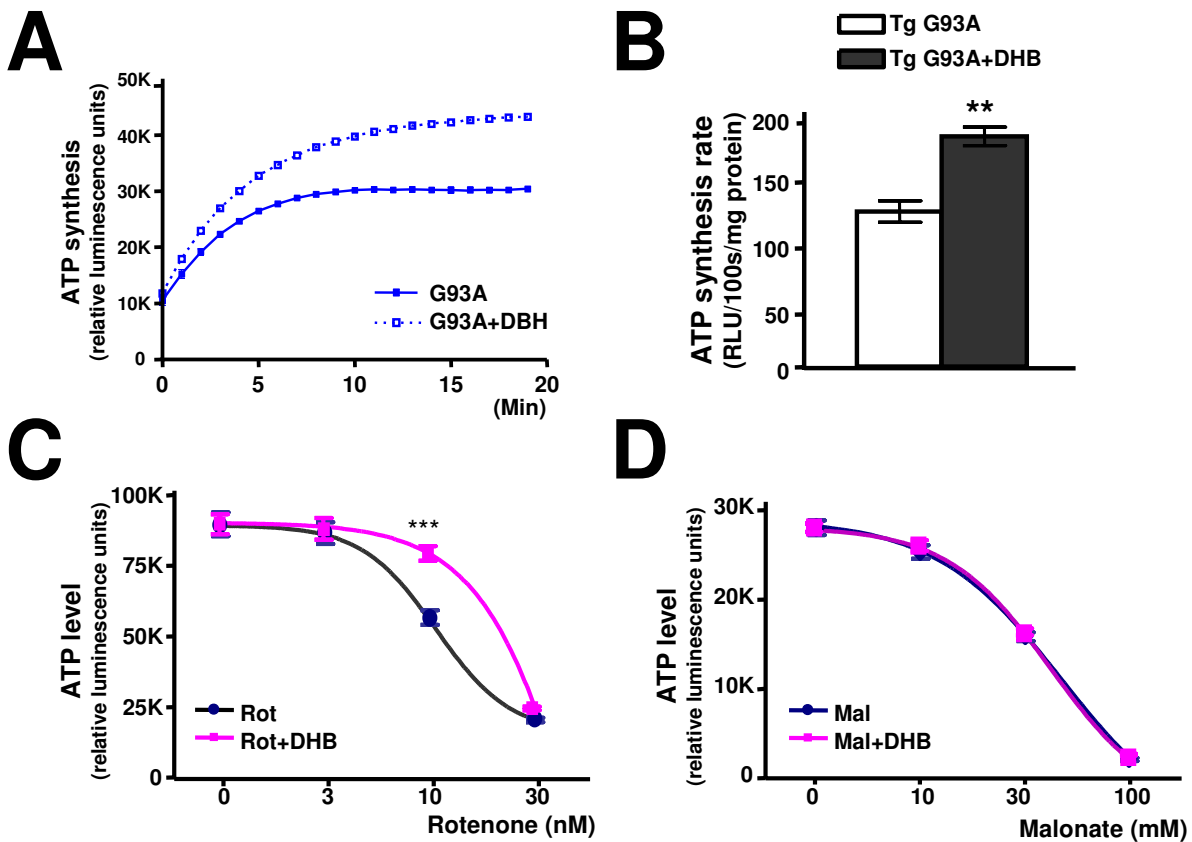 A
ATP synthesis
(relative luminescence units)
50K
40K
30K
20K
10K
0
0 5 10 15 20
(Min)
G93A
G93A+DBH
B
Tg G93A
Tg G93A+DHB
ATP synthesis rate
(RLU/100s/mg protein)
200
150
100
50
0
**
C
ATP level
(relative luminescence units)
100K
75K
50K
25K
0
***
Rot
Rot+DHB
0 3 10 30
Rotenone (nM)
D
ATP level
(relative luminescence units)
30K
20K
10K
0
Mal
Mal+DHB
0 10 30 100
Malonate (mM)